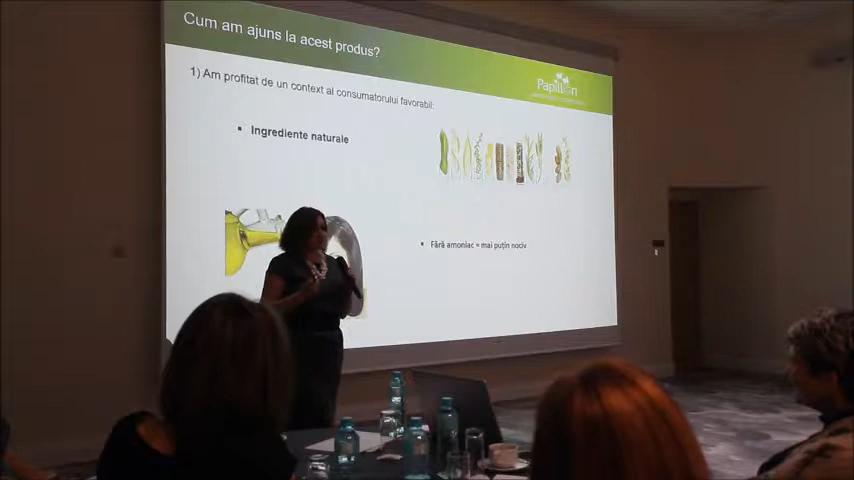 Cum am ajuns la acest produs?
Papillon
1) Am profitat de un context al consumatorului favorabil:
▪ Ingrediente naturale
▪ Fără amoniac = mai puțin nociv